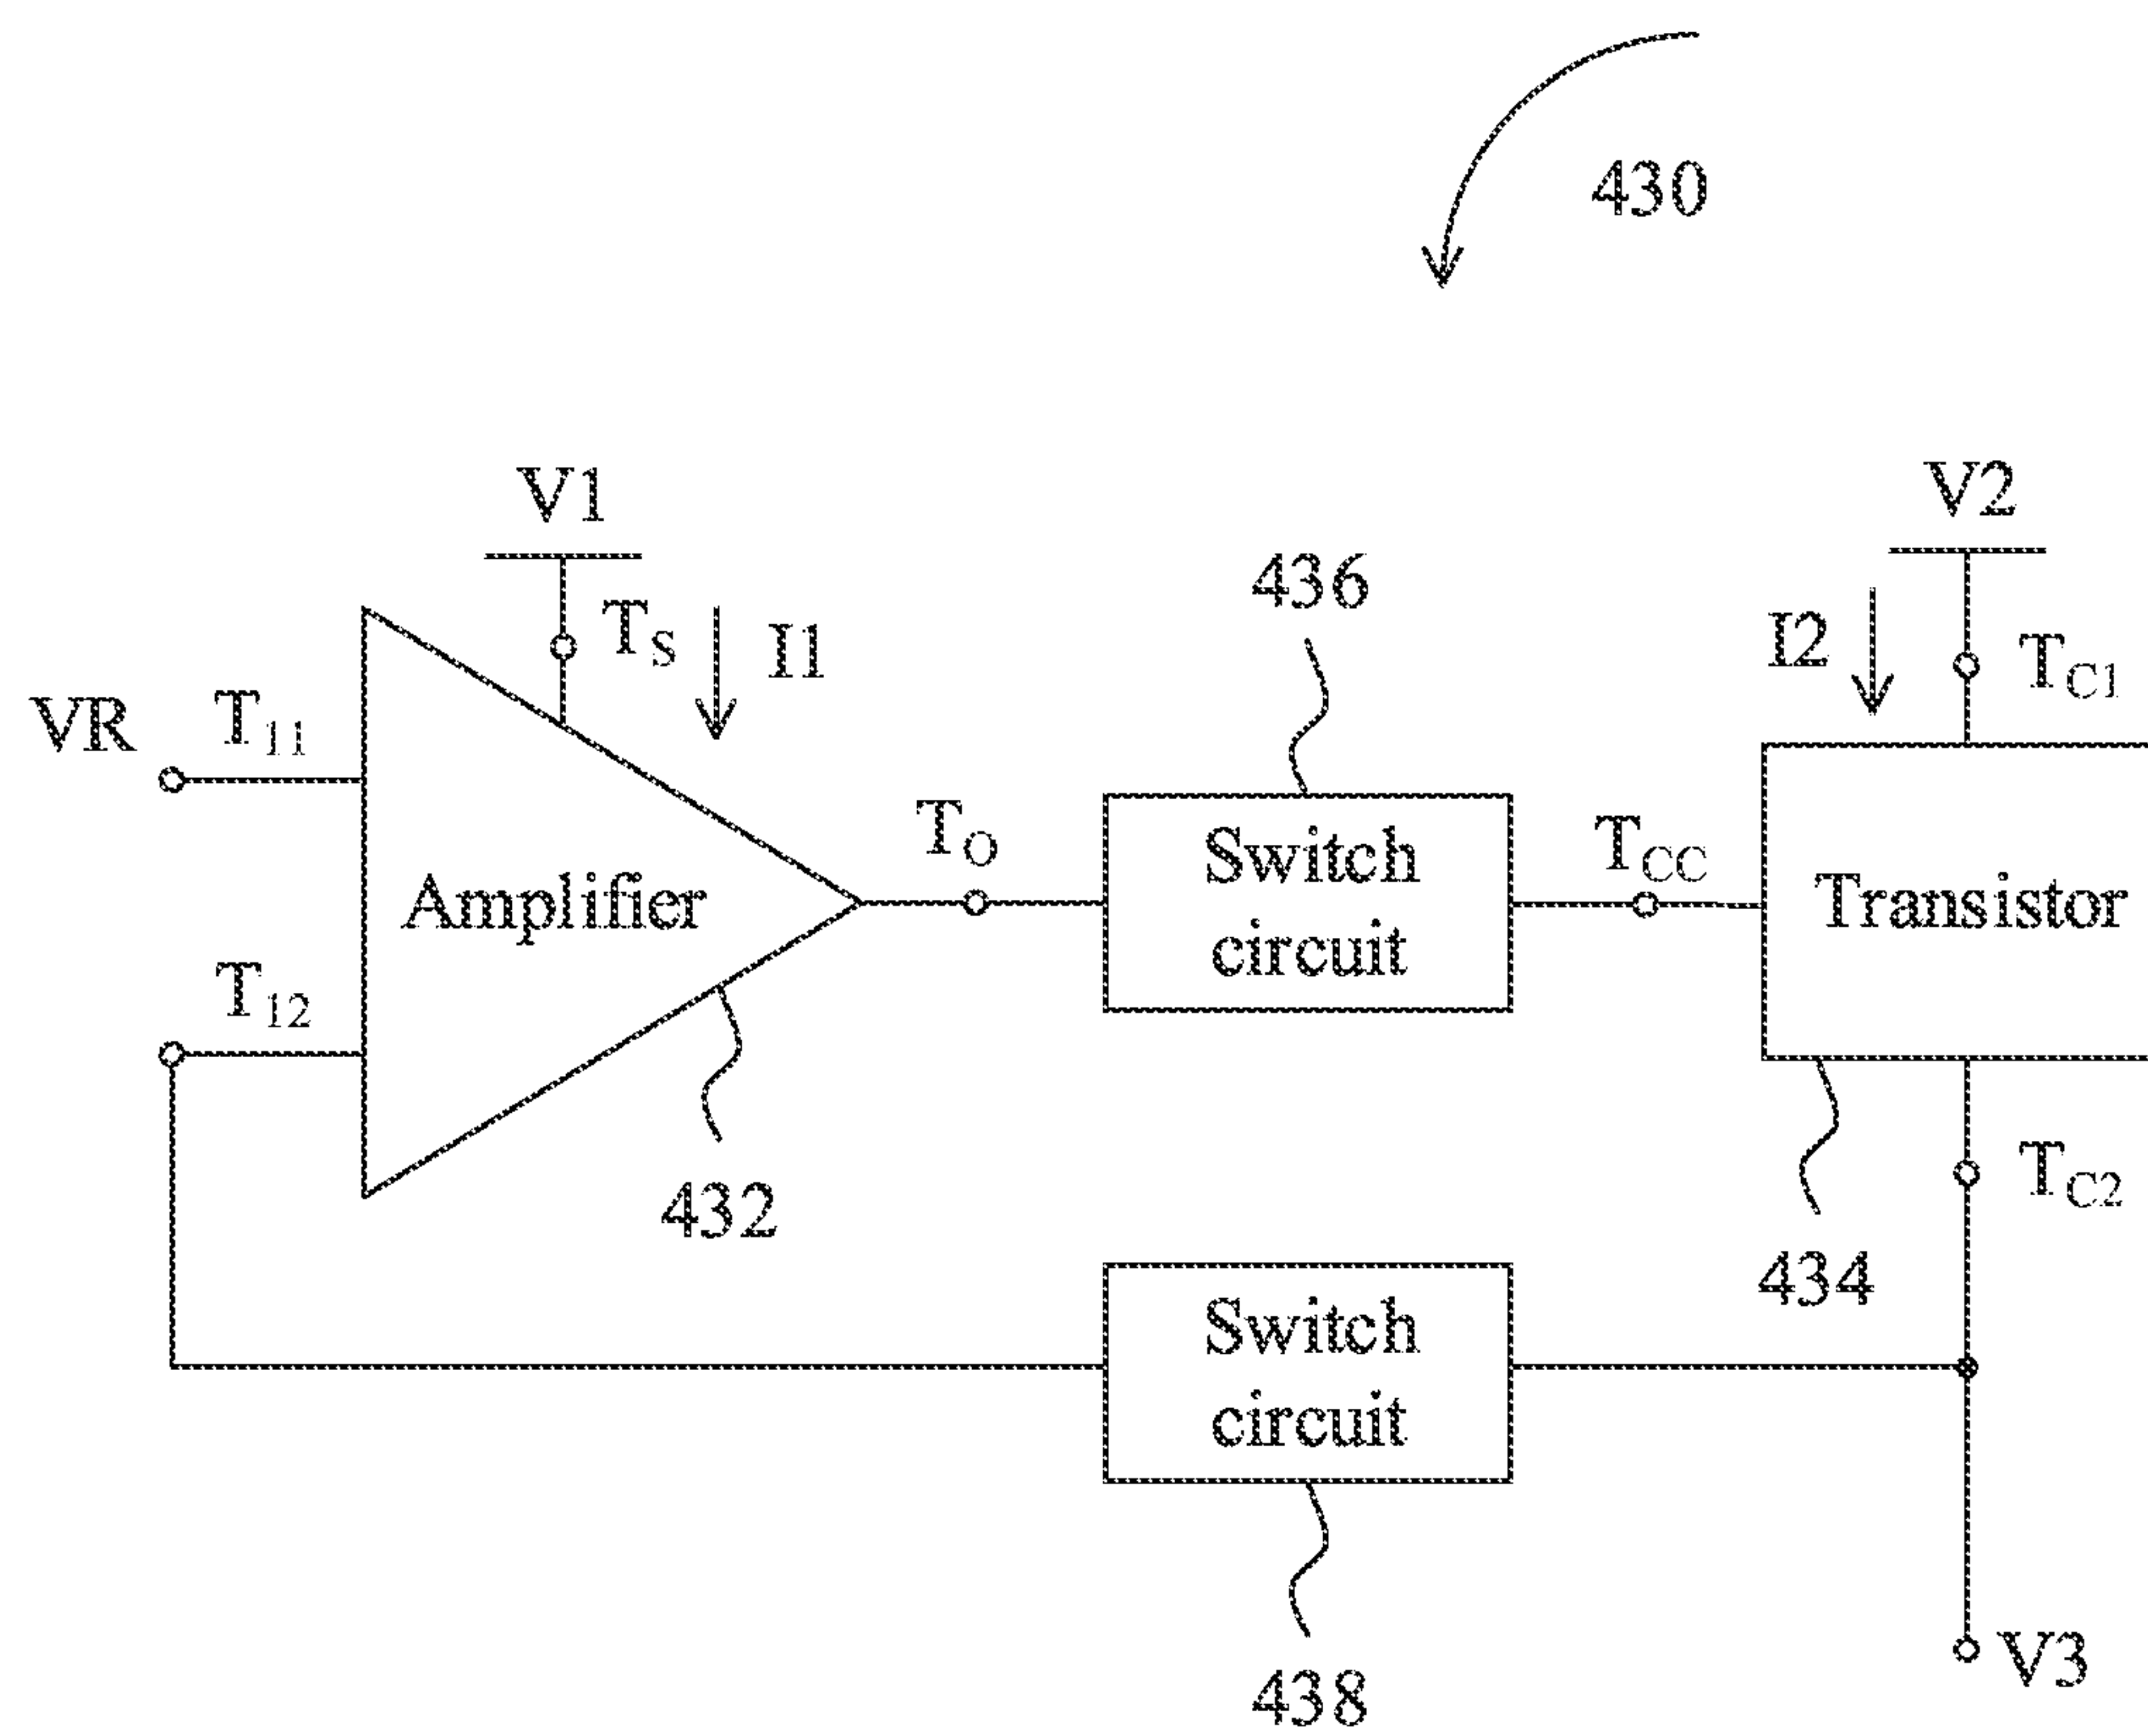 430
V1
V2
436
TS
I1
I2
TC1
VR
T11
TO
Switch
circuit
TCC
Amplifier
Transistor
T12
432
TC2
434
Switch
circuit
438
V3